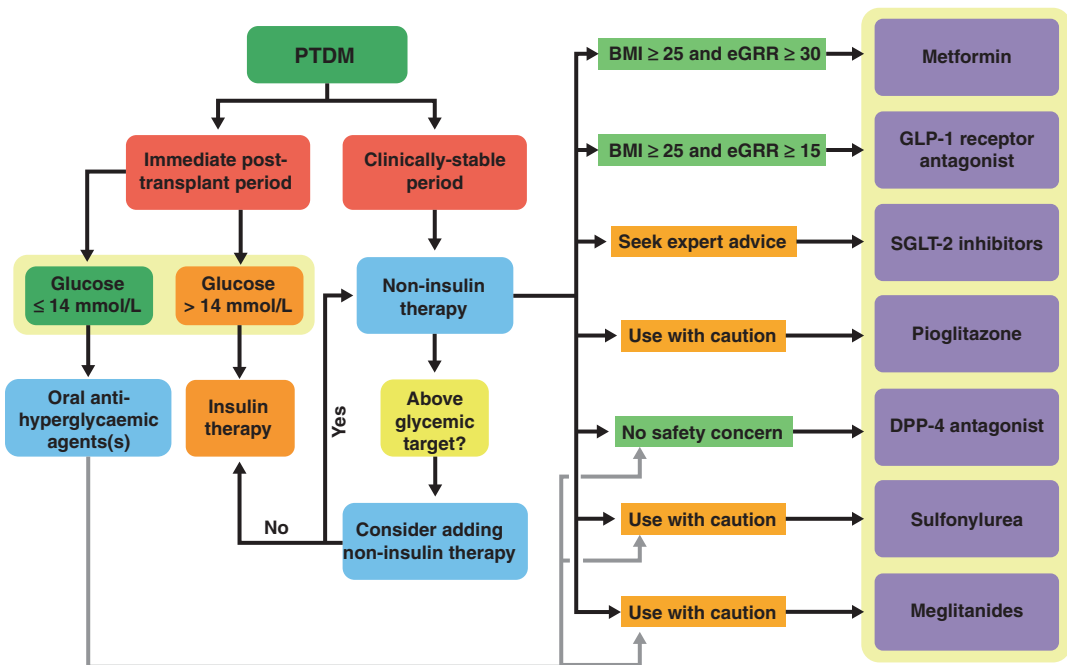 PTDM
Immediate post-
transplant period
Clinically-stable
period
Glucose
≤ 14 mmol/L
Glucose
> 14 mmol/L
Non-insulin
therapy
Oral anti-
hyperglycaemic
agents(s)
Insulin
therapy
Yes
Above
glycemic
target?
No
Consider adding
non-insulin therapy
BMI ≥ 25 and eGRR ≥ 30
Metformin
BMI ≥ 25 and eGRR ≥ 15
GLP-1 receptor
antagonist
Seek expert advice
SGLT-2 inhibitors
Use with caution
Pioglitazone
No safety concern
DPP-4 antagonist
Use with caution
Sulfonylurea
Use with caution
Meglitanides